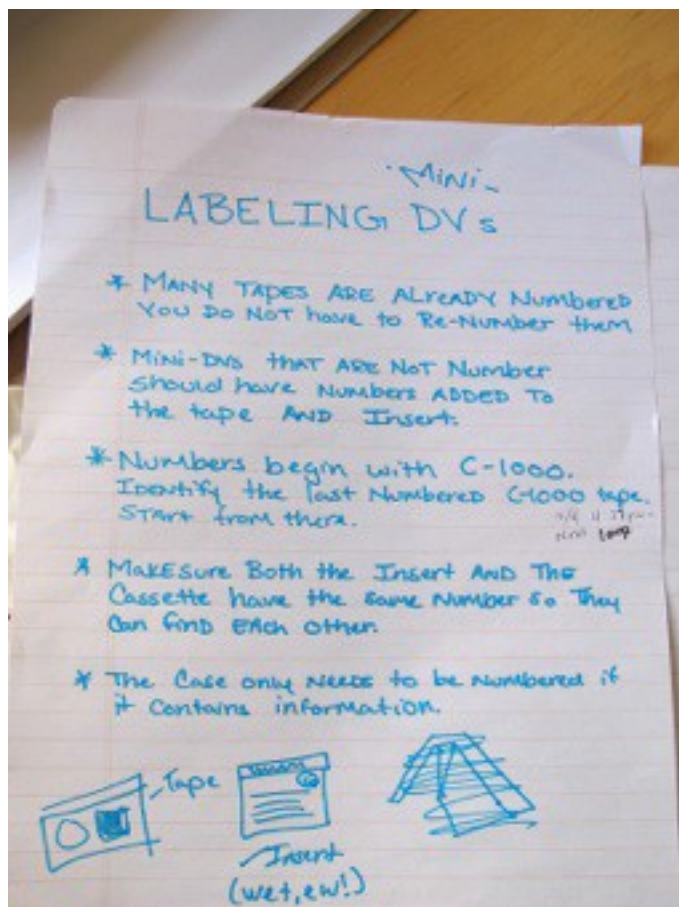 -Mini-
LABELING DVs
* MANY TAPES ARE ALreADY Numbered
You Do Not have to Re-Number them
* Mini-DVs that ARE Not Number
should have Numbers ADDED To
the tape AND Insert.
* Numbers begin with C-1000.
IDentify the last Numbered C-1000 tape.
START from there.
* MAKE sure Both the Insert AND The
Cassette have the same number so They
Can find EAch other.
* The Case only NEEDS to be Numbered if
it Contains information.
Tape
Insert
(wet, ew!)